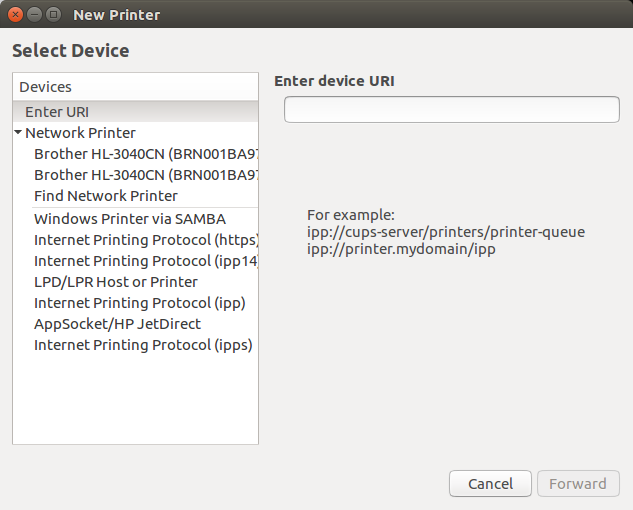 New Printer
Select Device
Devices
Enter URI
Network Printer
Brother HL-3040CN (BRN001BA97
Brother HL-3040CN (BRN001BA97
Find Network Printer
Windows Printer via SAMBA
Internet Printing Protocol (https)
Internet Printing Protocol (ipp14)
LPD/LPR Host or Printer
Internet Printing Protocol (ipp)
AppSocket/HP JetDirect
Internet Printing Protocol (ipps)
Enter device URI
For example:
ipp://cups-server/printers/printer-queue
ipp://printer.mydomain/ipp
Cancel
Forward